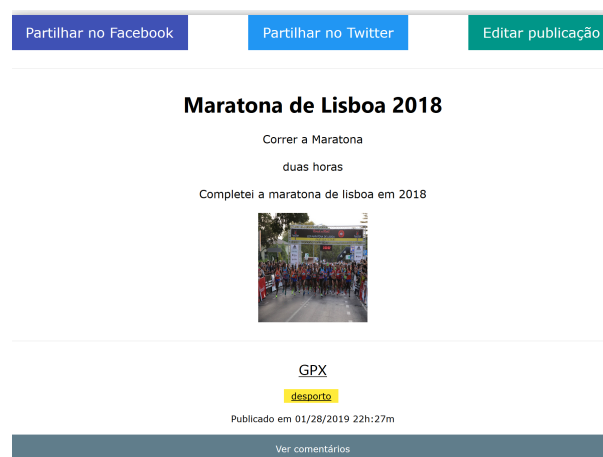 Partilhar no Facebook
Partilhar no Twitter
Editar publicação
Maratona de Lisboa 2018
Correr a Maratona
duas horas
Completei a maratona de lisboa em 2018
GPX
desporto
Publicado em 01/28/2019 22h:27m
Ver comentários